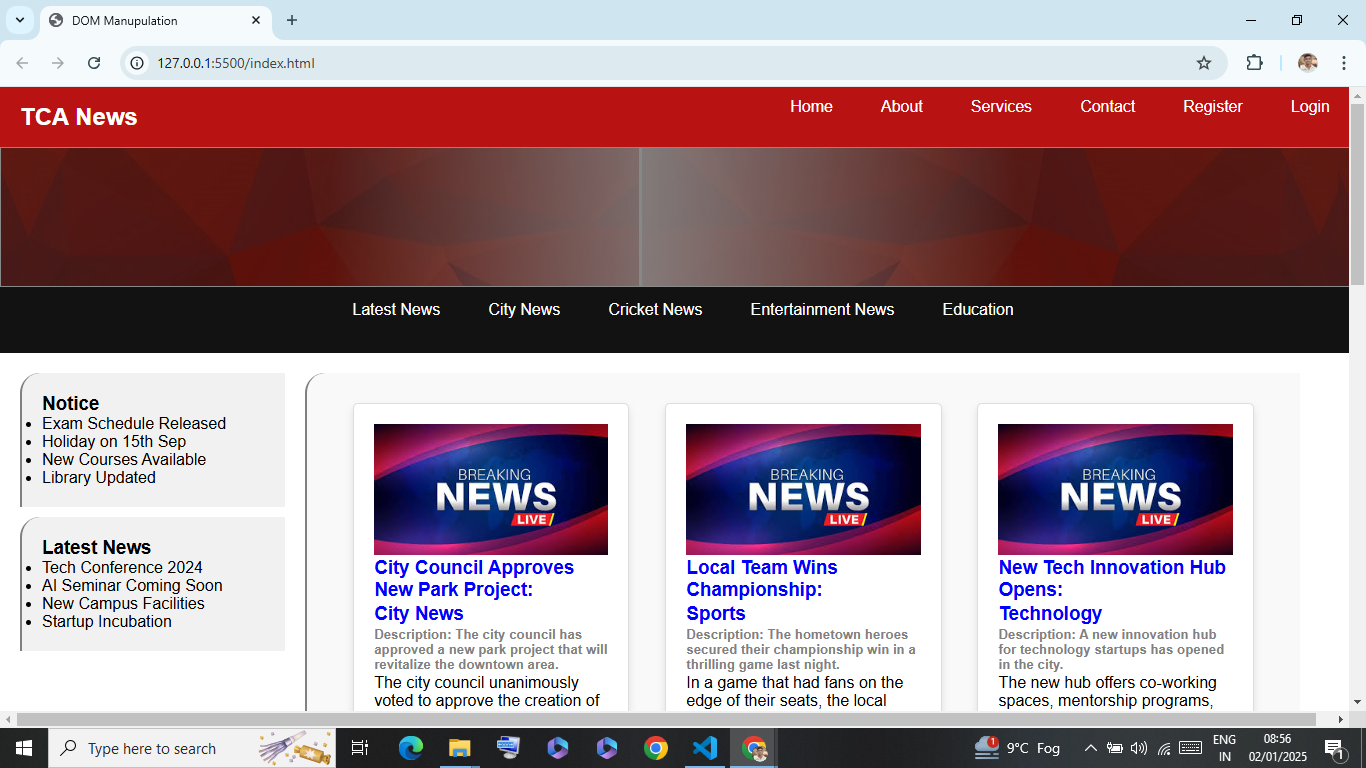 DOM Manupulation
127.0.0.1:5500/index.html
TCA News
Home About Services Contact Register Login
Latest News City News Cricket News Entertainment News Education
Notice
Exam Schedule Released
Holiday on 15th Sep
New Courses Available
Library Updated
Latest News
Tech Conference 2024
AI Seminar Coming Soon
New Campus Facilities
Startup Incubation
BREAKING
NEWS
LIVE
City Council Approves
New Park Project:
City News
Description: The city council has
approved a new park project that will
revitalize the downtown area.
The city council unanimously
voted to approve the creation of
BREAKING
NEWS
LIVE
Local Team Wins
Championship:
Sports
Description: The hometown heroes
secured their championship win in a
thrilling game last night.
In a game that had fans on the
edge of their seats, the local
BREAKING
NEWS
LIVE
New Tech Innovation Hub
Opens:
Technology
Description: A new innovation hub
for technology startups has opened
in the city.
The new hub offers co-working
spaces, mentorship programs,
Type here to search
1
9°C Fog
ENG
IN
08:56
02/01/2025
1